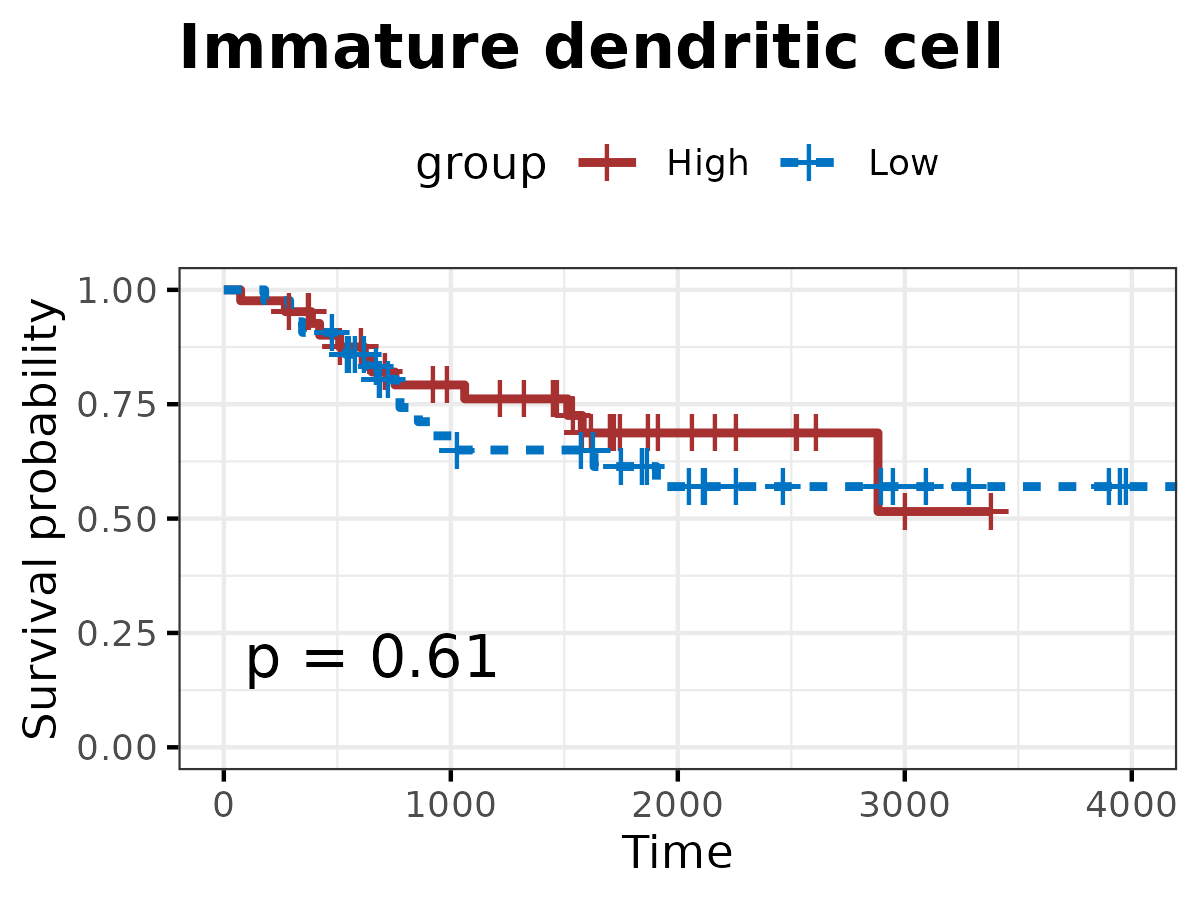 Immature dendritic cell
group High Low
Survival probability
1.00
0.75
0.50
0.25
0.00
p = 0.61
0 1000 2000 3000 4000
Time